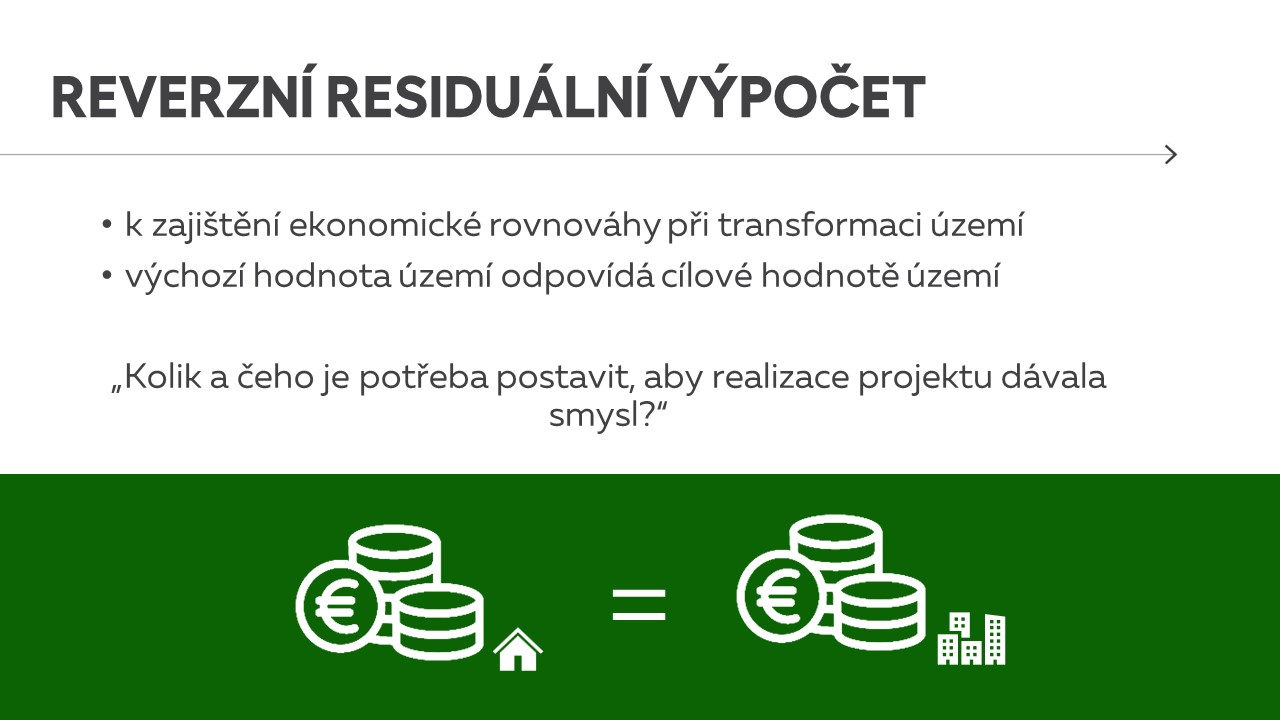 REVERZNÍ RESIDUÁLNÍ VÝPOČET
• k zajištění ekonomické rovnováhy při transformaci území
• výchozí hodnota území odpovídá cílové hodnotě území
„Kolik a čeho je potřeba postavit, aby realizace projektu dávala
smysl?“
€ = €